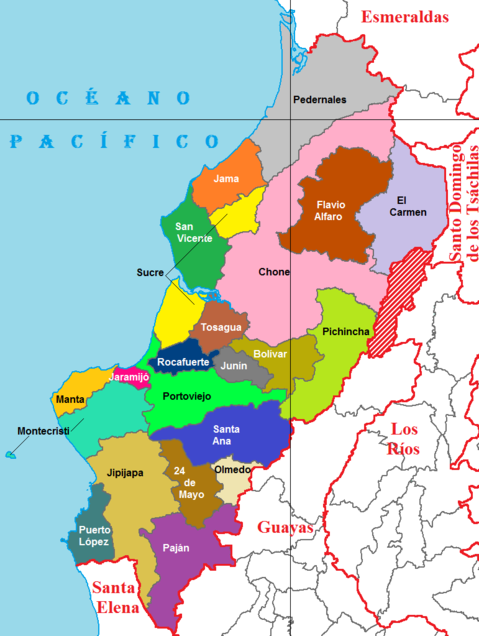 Esmeraldas
OCÉANO
PACÍFICO
Pedernales
Santo Domingo
de los Tsáchilas
Jama
Flavio
Alfaro
El
Carmen
San
Vicente
Sucre
Chone
Tosagua
Pichincha
Rocafuerte
Bolivar
Junin
Jaramijó
Manta
Portoviejo
Montecristi
Santa
Ana
Los
Ríos
Jipijapa
24
de
Mayo
Olmedo
Guayas
Puerto
López
Paján
Santa
Elena